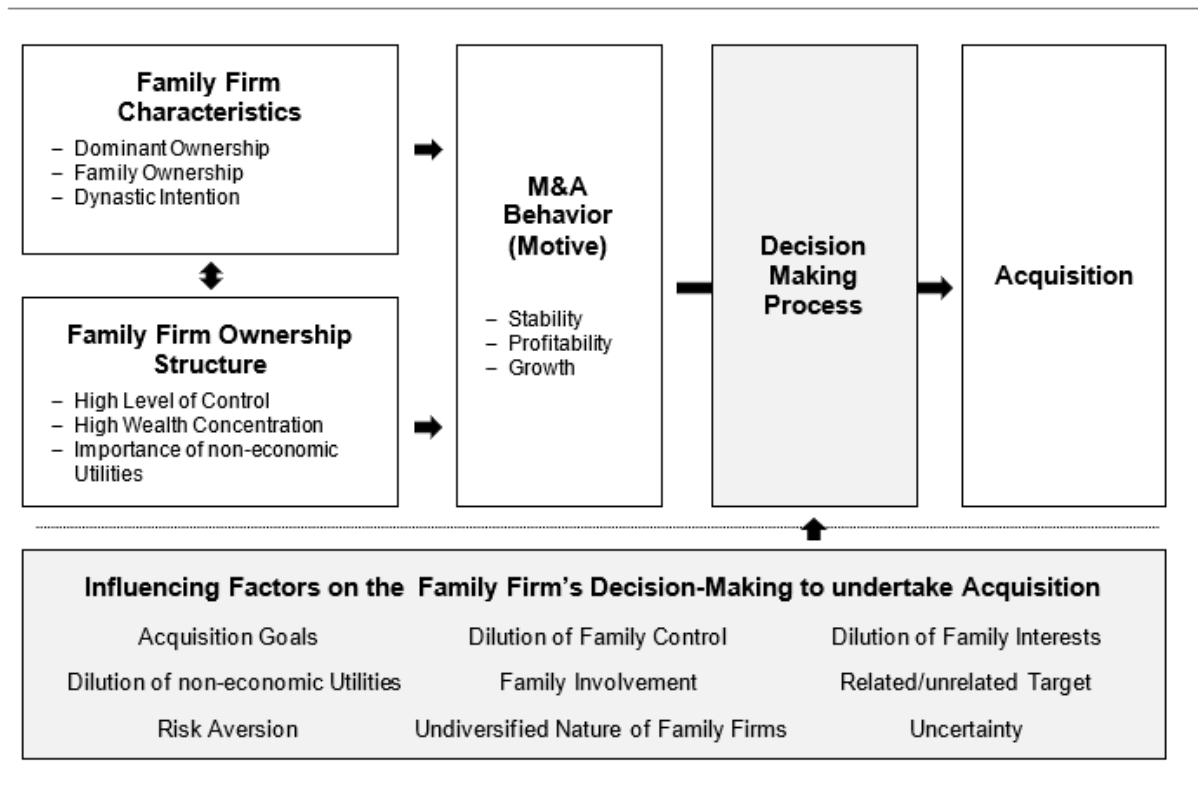 Family Firm
Characteristics
– Dominant Ownership
– Family Ownership
– Dynastic Intention
Family Firm Ownership
Structure
– High Level of Control
– High Wealth Concentration
– Importance of non-economic
Utilities
M&A
Behavior
(Motive)
– Stability
– Profitability
– Growth
Decision
Making
Process
Acquisition
Influencing Factors on the Family Firm’s Decision-Making to undertake Acquisition
Acquisition Goals
Dilution of Family Control
Dilution of Family Interests
Dilution of non-economic Utilities
Family Involvement
Related/unrelated Target
Risk Aversion
Undiversified Nature of Family Firms
Uncertainty